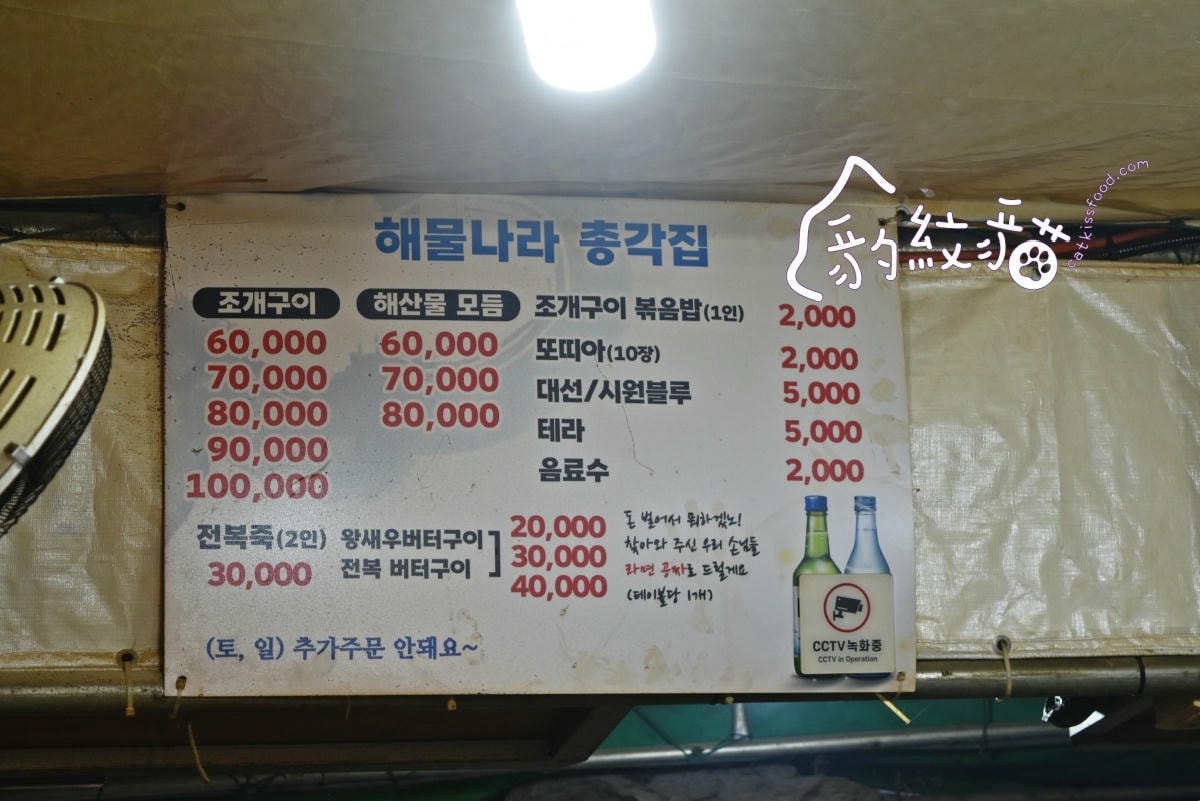 해물나라 총각집
조개구이
60,000
70,000
80,000
90,000
100,000
해산물 모듬
60,000
70,000
80,000
조개구이 볶음밥(1인) 2,000
또띠아(10장) 2,000
대선/시원블루 5,000
테라 5,000
음료수 2,000
전복죽(2인)
30,000
왕새우버터구이
전복 버터구이
20,000
30,000
40,000
돈 벌어서 뭐하겠노!
찾아와 주신 우리 손님들
라면 공짜로 드릴게요
(테이블당 1개)
(토, 일) 추가주문 안돼요~
CCTV 녹화중
CCTV in Operation
豹紋貓
catkissfood.com